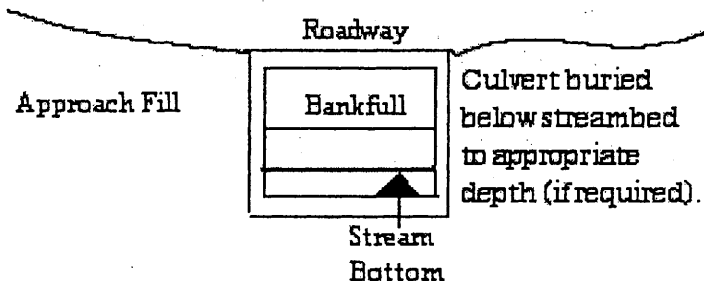 Roadway
Approach Fill
Bankfull
Culvert buried
below streambed
to appropriate
depth (if required).
Stream
Bottom